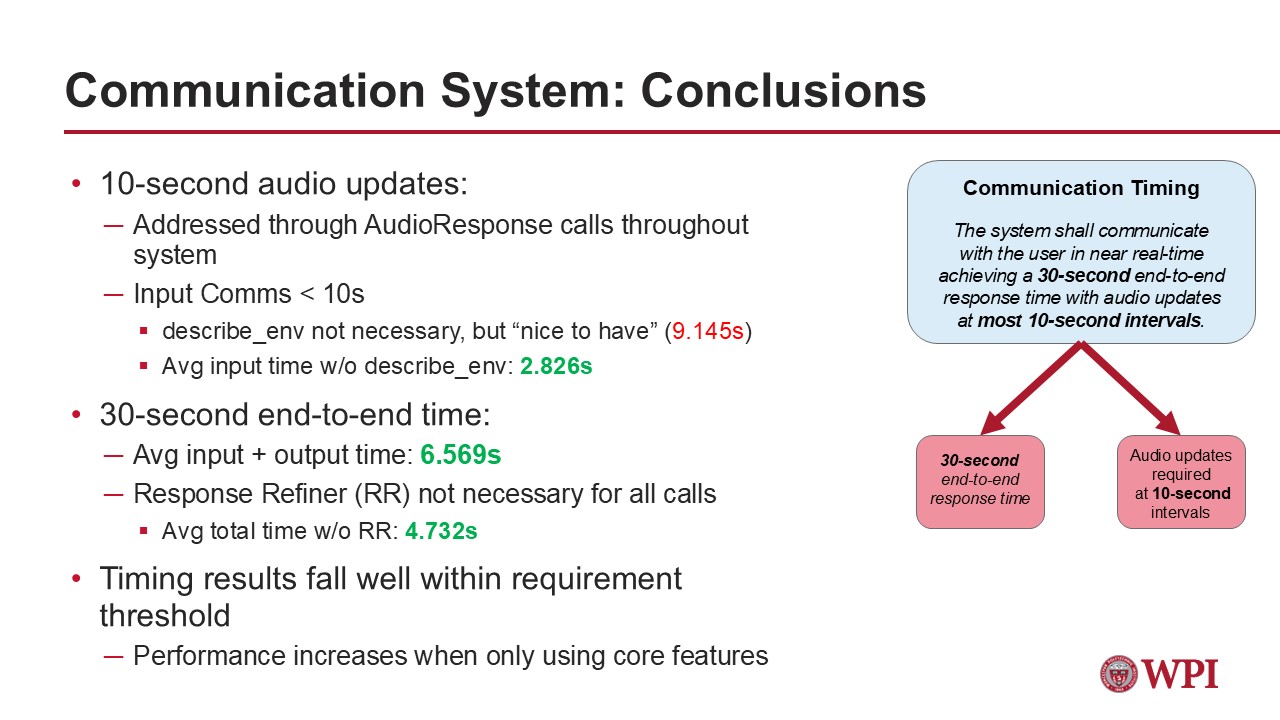 Communication System: Conclusions
• 10-second audio updates:
— Addressed through AudioResponse calls throughout
system
— Input Comms < 10s
▪ describe_env not necessary, but “nice to have” (9.145s)
▪ Avg input time w/o describe_env: 2.826s
• 30-second end-to-end time:
— Avg input + output time: 6.569s
— Response Refiner (RR) not necessary for all calls
▪ Avg total time w/o RR: 4.732s
• Timing results fall well within requirement
threshold
— Performance increases when only using core features
Communication Timing
The system shall communicate
with the user in near real-time
achieving a 30-second end-to-end
response time with audio updates
at most 10-second intervals.
30-second
end-to-end
response time
Audio updates
required
at 10-second
intervals
WPI